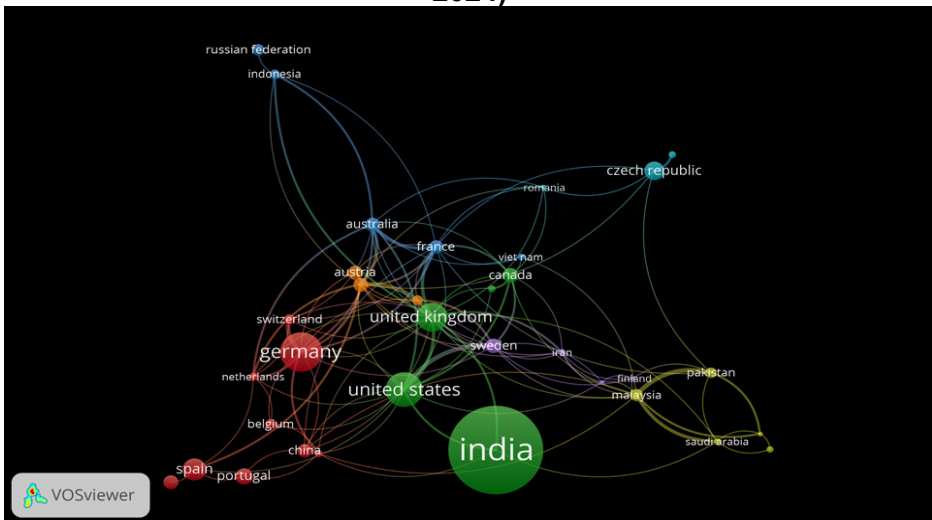 2024)
russian federation
indonesia
czech republic
romania
australia
france
viet nam
austria
canada
switzerland
united kingdom
germany
sweden
iran
netherlands
finland
pakistan
united states
malaysia
belgium
india
china
saudi arabia
spain
portugal
VOSviewer